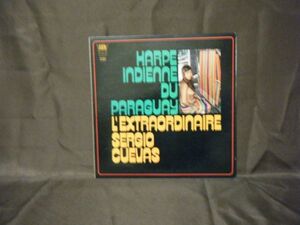 HARPE
INDIENNE
DU
PARAGUAY
L'EXTRAORDINAIRE
SERGIO
CUEVAS